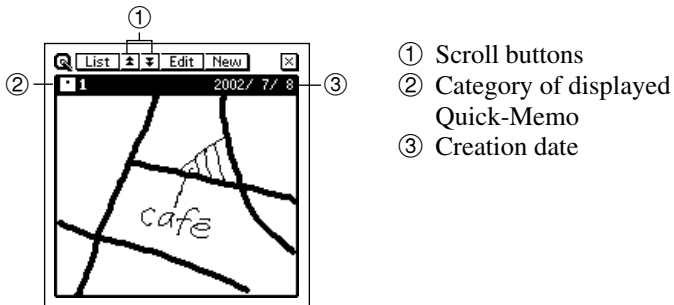 ①
List Edit New
② 1 2002/ 7/ 8 ③
cafe
① Scroll buttons
② Category of displayed
Quick-Memo
③ Creation date